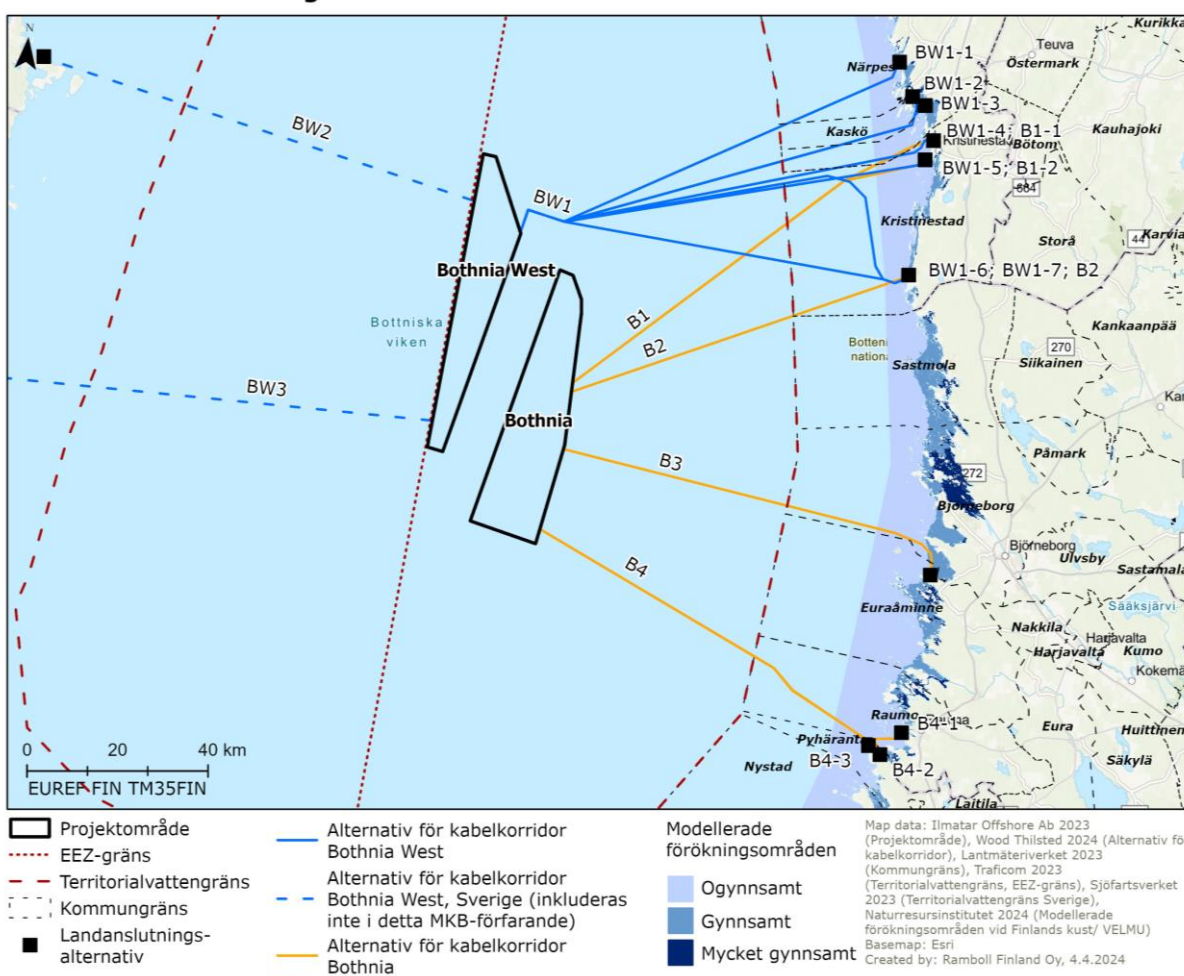 N
Teuva
Kurikka
Östermark
Närpes
BW1-1
BW1-2
BW1-3
BW2
Kaskö
Kauhajoki
BW1-4; B1-1
Kristinesta
Bötom
BW1-5; B1-2
664
BW1
Kristinestad
Storå
44
Karvia
Bothnia West
BW1-6; BW1-7; B2
B1
Bottniska
viken
B2
Kankaanpää
270
Siikainen
Sastmola
BW3
Bothnia
B3
Påmark
272
Björneborg
Björneborg
Ulvsby
Sastamala
B4
Euraåminne
Sääksjärvi
Nakkila
Harjavalta
Harjavalta
Kumo
Kokemä
Raumo
B4-1
Eura
Huittinen
Pyhäranta
B4-3
B4-2
Nystad
Säkylä
Laitila
0 20 40 km
EUREF FIN TM35FIN
Projektområde
EEZ-gräns
Territorialvattengräns
Kommungräns
Landanslutnings-
alternativ
Alternativ för kabelkorridor
Bothnia West
Alternativ för kabelkorridor
Bothnia West, Sverige (inkluderas
inte i detta MKB-förfarande)
Alternativ för kabelkorridor
Bothnia
Modellerade
förökningsområden
Ogynnsamt
Gynnsamt
Mycket gynnsamt
Map data: Ilmatar Offshore Ab 2023
(Projektområde), Wood Thilsted 2024 (Alternativ fö
kabelkorridor), Lantmäteriverket 2023
(Kommungräns), Traficom 2023
(Territorialvattengräns, EEZ-gräns), Sjöfartsverket
2023 (Territorialvattengräns Sverige),
Naturresursinstitutet 2024 (Modellerade
förökningsområden vid Finlands kust/ VELMU)
Basemap: Esri
Created by: Ramboll Finland Oy, 4.4.2024